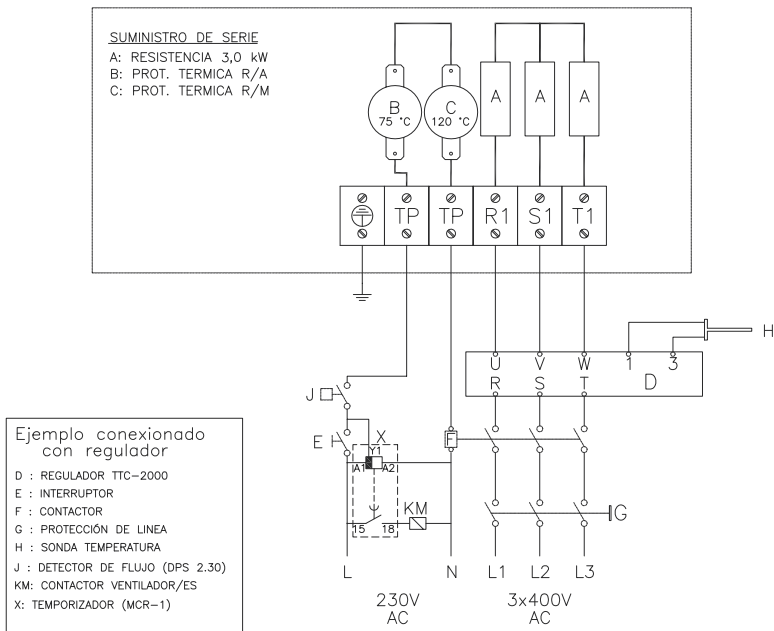 SUMINISTRO DE SERIE
A: RESISTENCIA 3,0 kW
B: PROT. TERMICA R/A
C: PROT. TERMICA R/M
B
75 °C
C
120 °C
A
A
A
TP
TP
R1
S1
T1
H
U
V
W
1
3
R
S
T
D
J
E
X
Y1
A1
A2
F
KM
15
18
G
L
N
L1
L2
L3
230V
AC
3x400V
AC
Ejemplo conexionado
con regulador
D : REGULADOR TTC-2000
E : INTERRUPTOR
F : CONTACTOR
G : PROTECCIÓN DE LINEA
H : SONDA TEMPERATURA
J : DETECTOR DE FLUJO (DPS 2.30)
KM: CONTACTOR VENTILADOR/ES
X: TEMPORIZADOR (MCR-1)